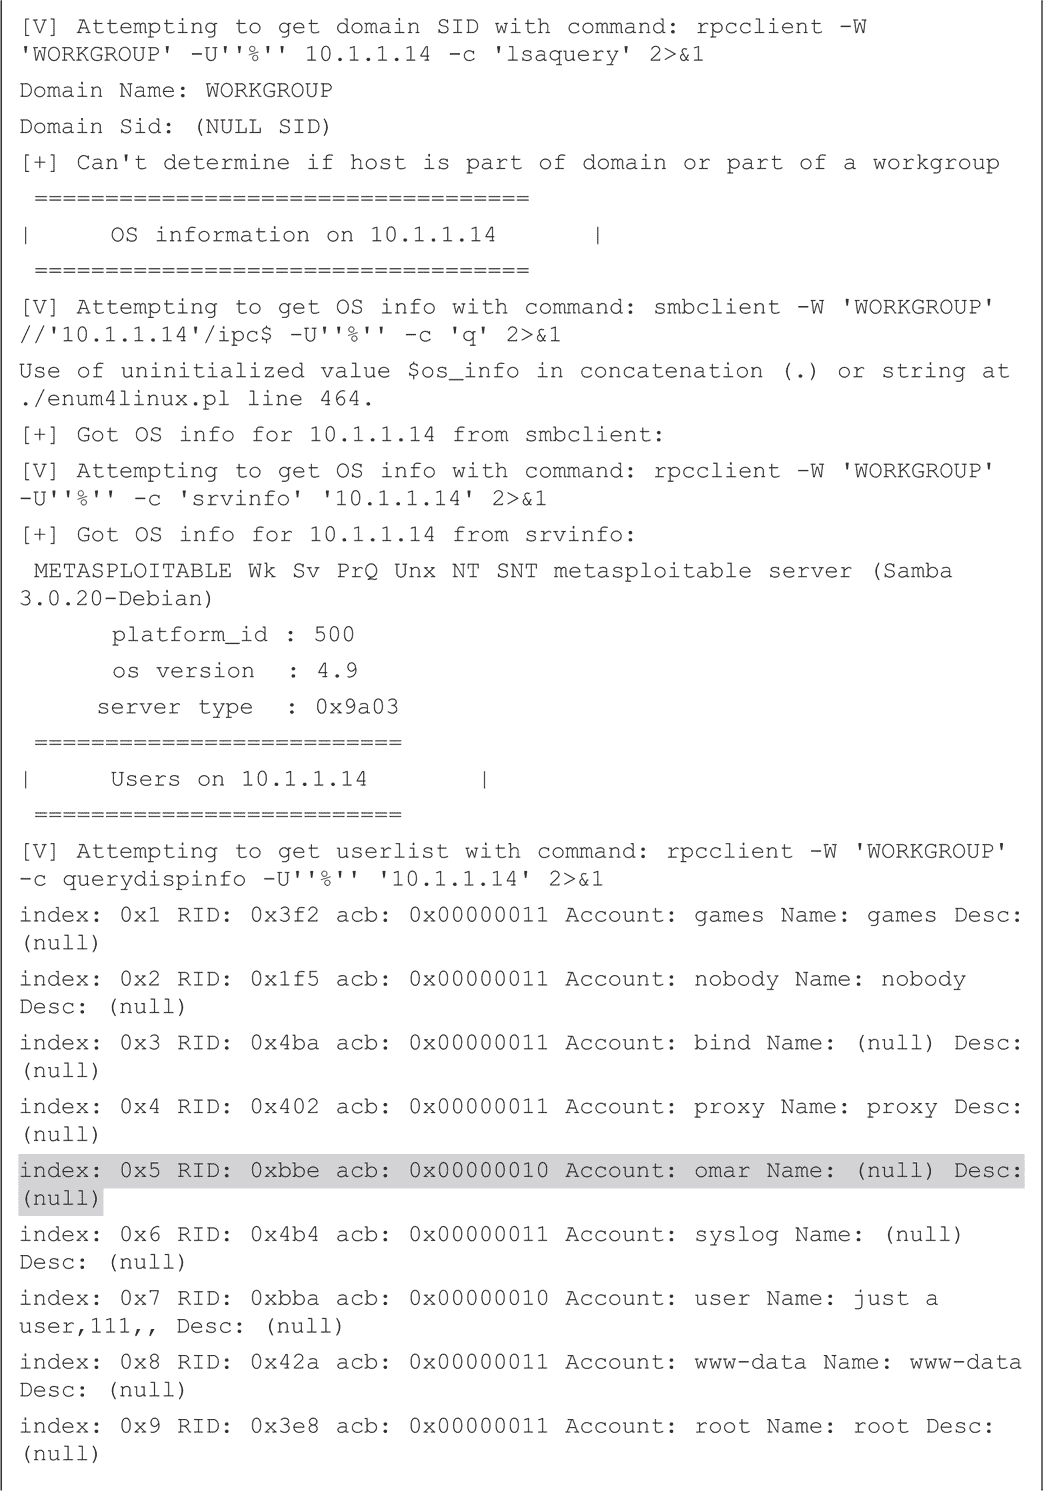 [V] Attempting to get domain SID with command: rpcclient -W
'WORKGROUP' -U''%'' 10.1.1.14 -c 'lsaquery' 2>&1
Domain Name: WORKGROUP
Domain Sid: (NULL SID)
[+] Can't determine if host is part of domain or part of a workgroup
===================================
| OS information on 10.1.1.14 |
===================================
[V] Attempting to get OS info with command: smbclient -W 'WORKGROUP'
//'10.1.1.14'/ipc$ -U''%'' -c 'q' 2>&1
Use of uninitialized value $os_info in concatenation (.) or string at
./enum4linux.pl line 464.
[+] Got OS info for 10.1.1.14 from smbclient:
[V] Attempting to get OS info with command: rpcclient -W 'WORKGROUP'
-U''%'' -c 'srvinfo' '10.1.1.14' 2>&1
[+] Got OS info for 10.1.1.14 from srvinfo:
METASPLOITABLE Wk Sv PrQ Unx NT SNT metasploitable server (Samba
3.0.20-Debian)
platform_id : 500
os version : 4.9
server type : 0x9a03
==========================
| Users on 10.1.1.14 |
==========================
[V] Attempting to get userlist with command: rpcclient -W 'WORKGROUP'
-c querydispinfo -U''%'' '10.1.1.14' 2>&1
index: 0x1 RID: 0x3f2 acb: 0x00000011 Account: games Name: games Desc:
(null)
index: 0x2 RID: 0x1f5 acb: 0x00000011 Account: nobody Name: nobody
Desc: (null)
index: 0x3 RID: 0x4ba acb: 0x00000011 Account: bind Name: (null) Desc:
(null)
index: 0x4 RID: 0x402 acb: 0x00000011 Account: proxy Name: proxy Desc:
(null)
index: 0x5 RID: 0xbbe acb: 0x00000010 Account: omar Name: (null) Desc:
(null)
index: 0x6 RID: 0x4b4 acb: 0x00000011 Account: syslog Name: (null)
Desc: (null)
index: 0x7 RID: 0xbba acb: 0x00000010 Account: user Name: just a
user,111,, Desc: (null)
index: 0x8 RID: 0x42a acb: 0x00000011 Account: www-data Name: www-data
Desc: (null)
index: 0x9 RID: 0x3e8 acb: 0x00000011 Account: root Name: root Desc:
(null)